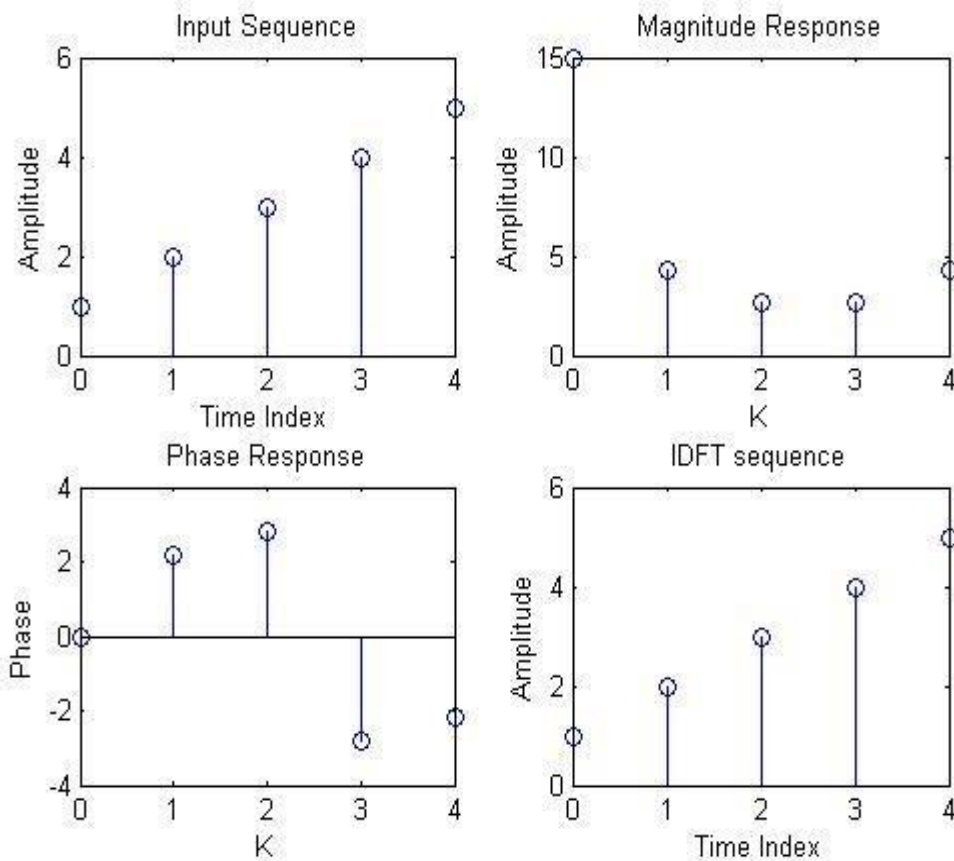 Input Sequence
6
4
2
0
Amplitude
0 1 2 3 4
Time Index
Magnitude Response
15
10
5
0
Amplitude
0 1 2 3 4
K
Phase Response
4
2
0
-2
-4
Phase
0 1 2 3 4
K
IDFT sequence
6
4
2
0
Amplitude
0 1 2 3 4
Time Index